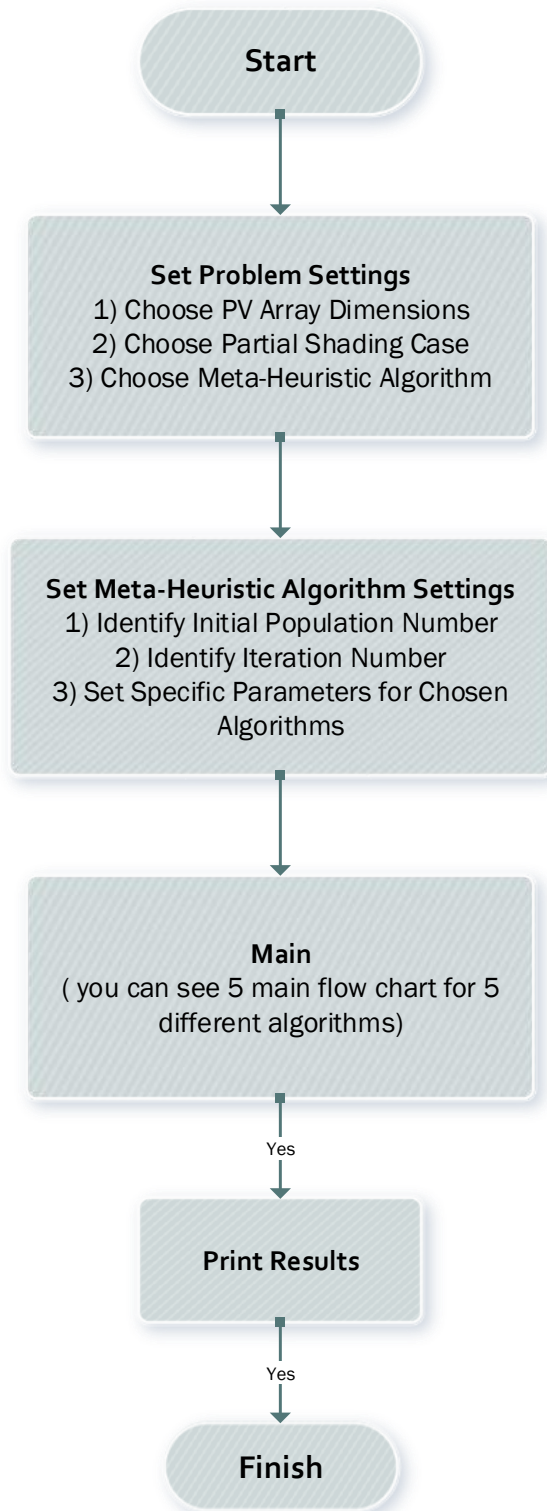 Start
Set Problem Settings
1) Choose PV Array Dimensions
2) Choose Partial Shading Case
3) Choose Meta-Heuristic Algorithm
Set Meta-Heuristic Algorithm Settings
1) Identify Initial Population Number
2) Identify Iteration Number
3) Set Specific Parameters for Chosen
Algorithms
Main
( you can see 5 main flow chart for 5
different algorithms)
Yes
Print Results
Yes
Finish